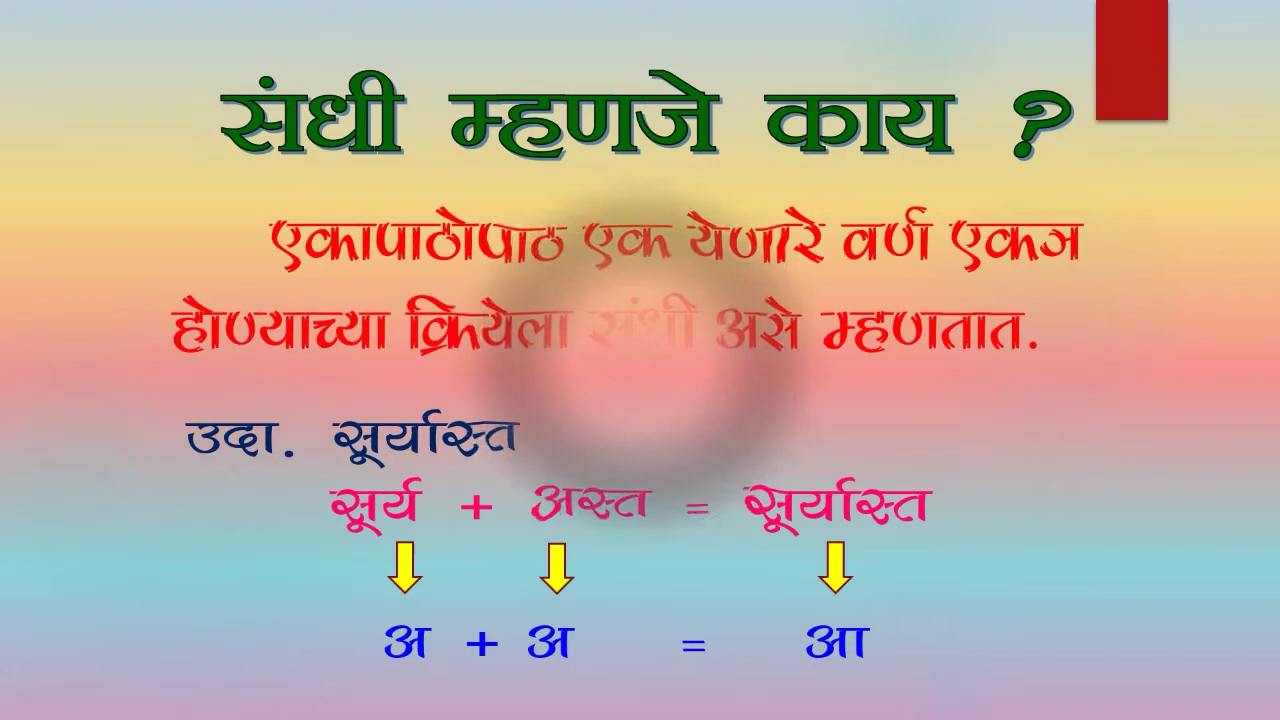 संधी म्हणजे काय ?
एकापाठोपाठ एक येणारे वर्ण एकत्र
होण्याच्या क्रियेला संधी असे म्हणतात.
उदा. सूर्यास्त
सूर्य + अस्त = सूर्यास्त
अ + अ = आ